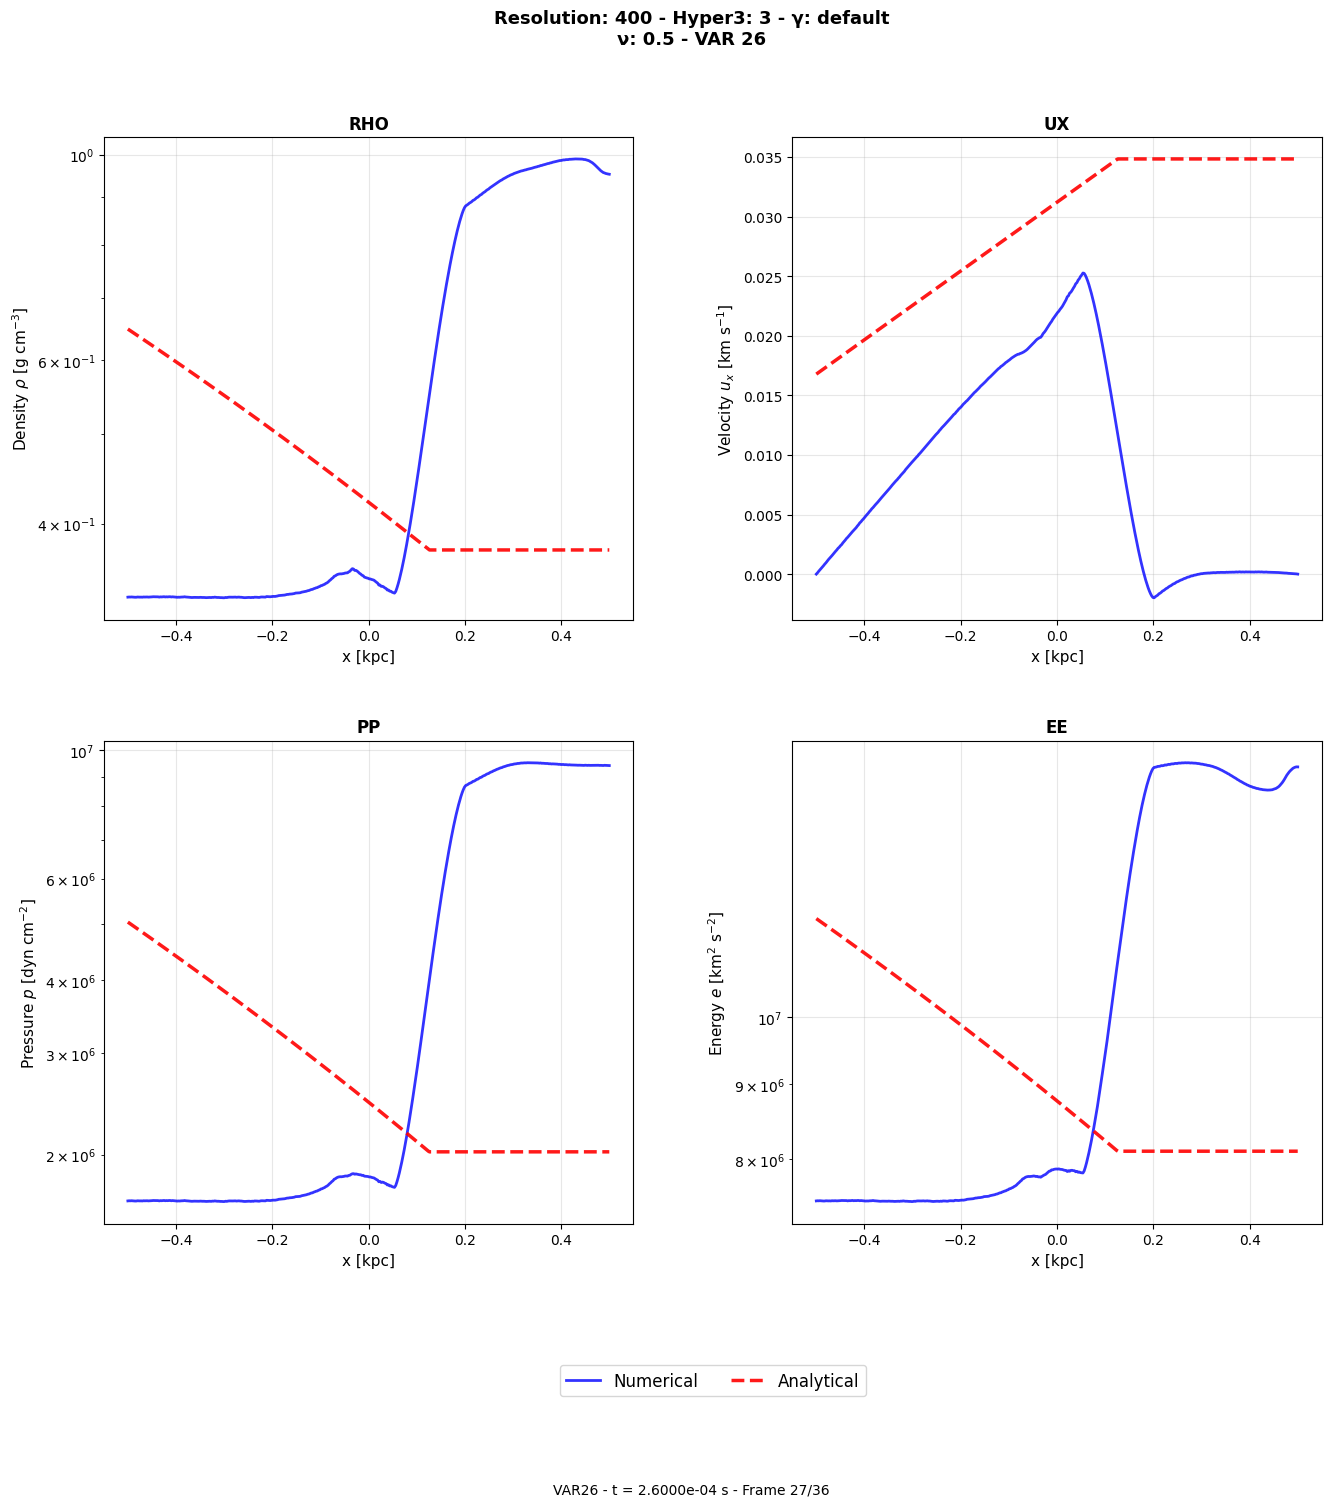 Resolution: 400 - Hyper3: 3 - γ: default
ν: 0.5 - VAR 26
RHO
10⁰
6 × 10⁻¹
4 × 10⁻¹
Density ρ [g cm⁻³]
−0.4 −0.2 0.0 0.2 0.4
x [kpc]
UX
0.035
0.030
0.025
0.020
0.015
0.010
0.005
0.000
Velocity uₓ [km s⁻¹]
−0.4 −0.2 0.0 0.2 0.4
x [kpc]
PP
10⁷
6 × 10⁶
4 × 10⁶
3 × 10⁶
2 × 10⁶
Pressure p [dyn cm⁻²]
−0.4 −0.2 0.0 0.2 0.4
x [kpc]
EE
10⁷
9 × 10⁶
8 × 10⁶
Energy e [km² s⁻²]
−0.4 −0.2 0.0 0.2 0.4
x [kpc]
Numerical Analytical
VAR26 - t = 2.6000e-04 s - Frame 27/36